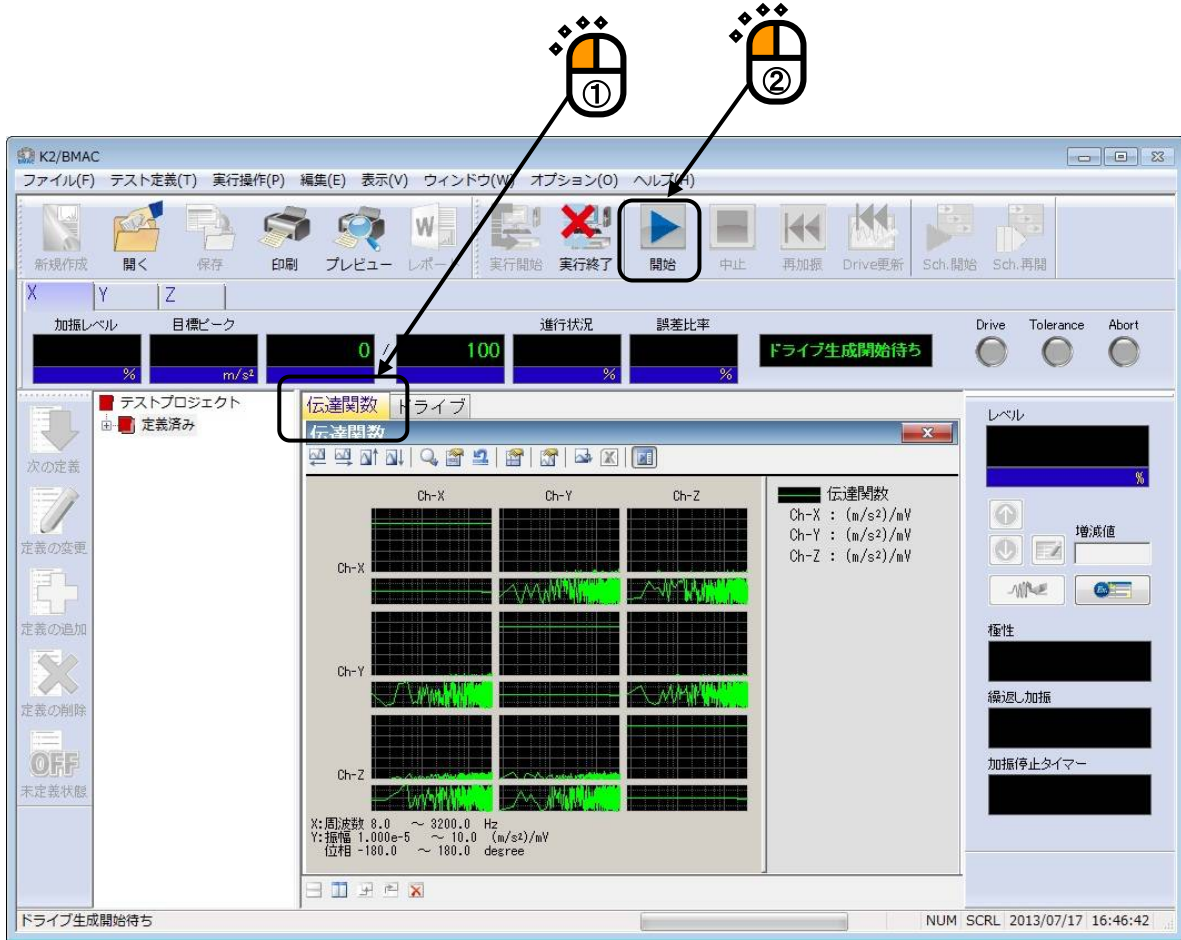 ①
②
K2/BMAC
ファイル(F) テスト定義(T) 実行操作(P) 編集(E) 表示(V) ウィンドウ(W) オプション(O) ヘルプ(H)
新規作成 開く 保存 印刷 プレビュー レポート 実行開始 実行終了 開始 中止 再加振 Drive更新 Sch.開始 Sch.再開
X Y Z
加振レベル 目標ピーク 進行状況 誤差比率 Drive Tolerance Abort
0 / 100 ドライブ生成開始待ち
% m/s² % %
次の定義
定義の変更
定義の追加
定義の削除
OFF
未定義状態
テストプロジェクト
定義済み
伝達関数 ドライブ
伝達関数
Ch-X Ch-Y Ch-Z
Ch-X
Ch-Y
Ch-Z
X:周波数 8.0 ～ 3200.0 Hz
Y:振幅 1.000e-5 ～ 10.0 (m/s²)/mV
位相 -180.0 ～ 180.0 degree
伝達関数
Ch-X : (m/s²)/mV
Ch-Y : (m/s²)/mV
Ch-Z : (m/s²)/mV
レベル
%
増減値
極性
繰返し加振
加振停止タイマー
ドライブ生成開始待ち NUM SCRL 2013/07/17 16:46:42